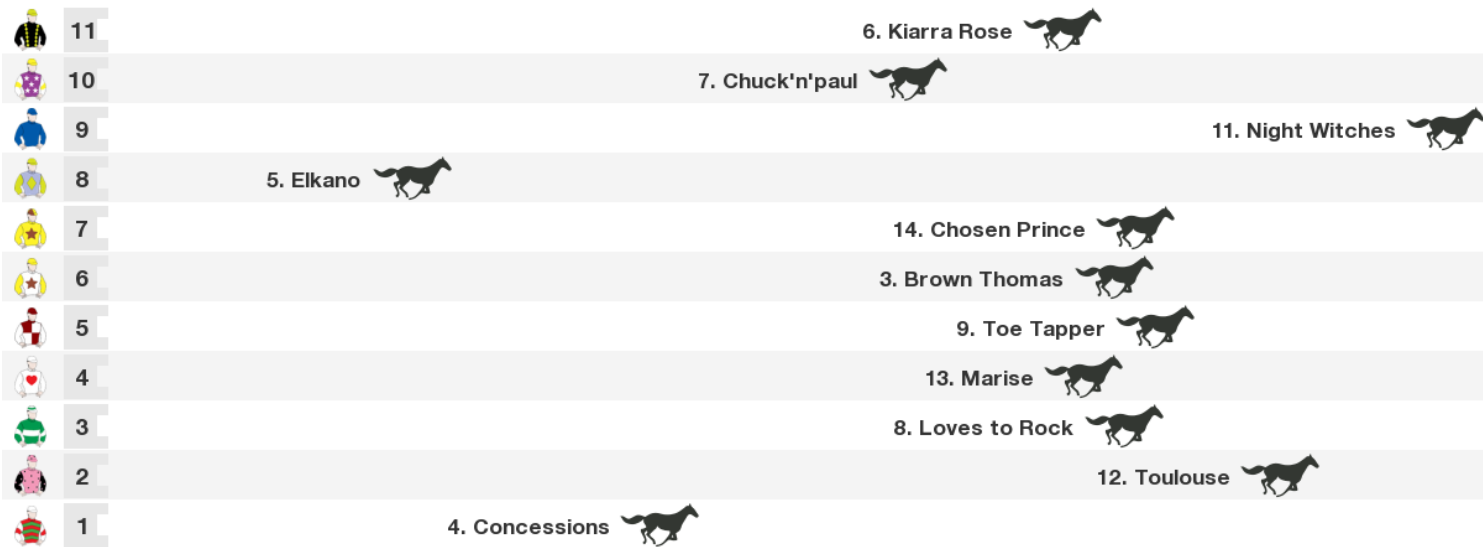 11 6. Kiarra Rose
10 7. Chuck'n'paul
9 11. Night Witches
8 5. Elkano
7 14. Chosen Prince
6 3. Brown Thomas
5 9. Toe Tapper
4 13. Marise
3 8. Loves to Rock
2 12. Toulouse
1 4. Concessions